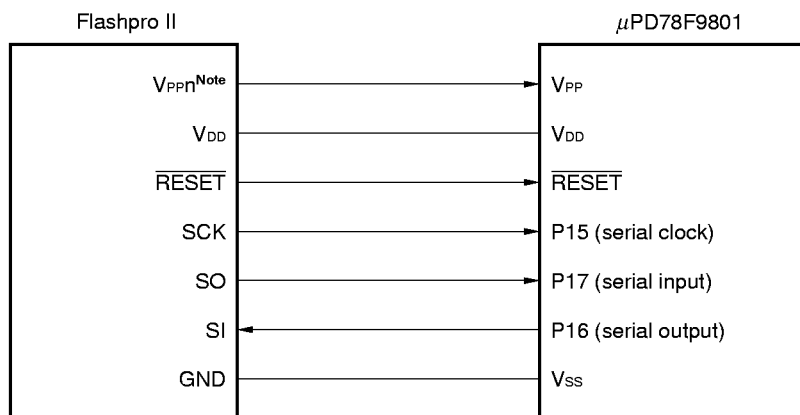 Flashpro II μPD78F9801
VPPnNote VPP
VDD VDD
RESET RESET
SCK P15 (serial clock)
SO P17 (serial input)
SI P16 (serial output)
GND VSS